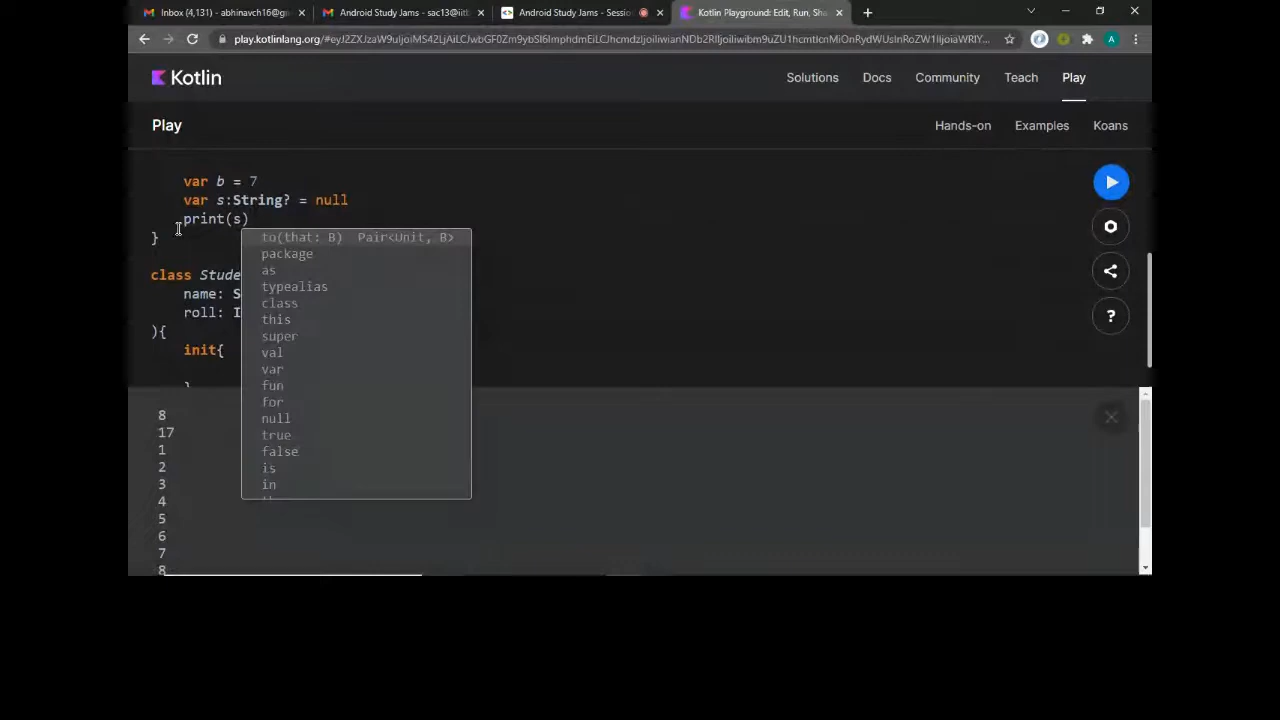 Inbox (4,131) - abhinavch16@g
Android Study Jams - sac13@iitb
Android Study Jams - Sessio
Kotlin Playground: Edit, Run, Sha
play.kotlinlang.org/
Kotlin
Solutions
Docs
Community
Teach
Play
Play
Hands-on
Examples
Koans
var b = 7
var s:String? = null
print(s)
}
class Stude
name: S
roll: I
){
init{
to(that: B) Pair<Unit, B>
package
as
typealias
class
this
super
val
var
fun
for
null
true
false
is
in
8
17
1
2
3
4
5
6
7
8